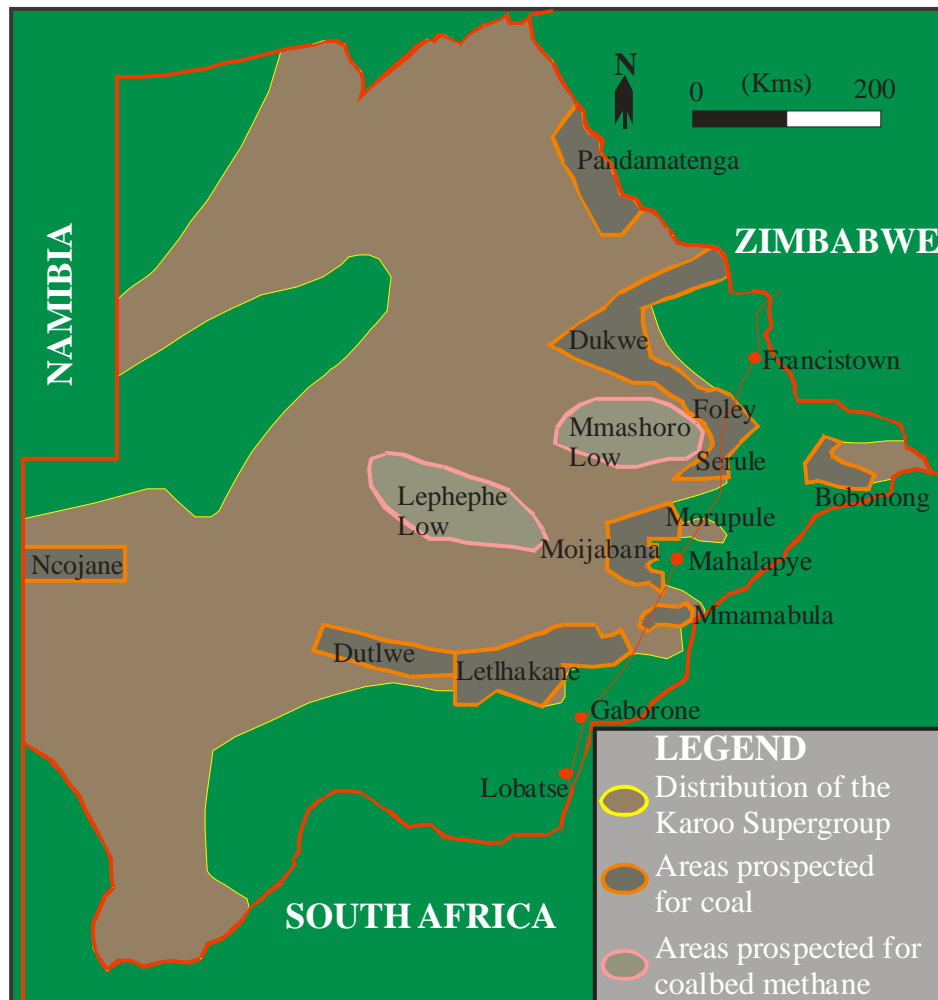 N
0 (Kms) 200
Pandamatenga
ZIMBABWE
NAMIBIA
Dukwe
Francistown
Foley
Mmashoro
Low
Serule
Lephephe
Low
Bobonong
Morupule
Moijabana
Mahalapye
Ncojane
Mmamabula
Dutlwe
Letlhakane
Gaborone
Lobatse
SOUTH AFRICA
LEGEND
Distribution of the
Karoo Supergroup
Areas prospected
for coal
Areas prospected for
coalbed methane